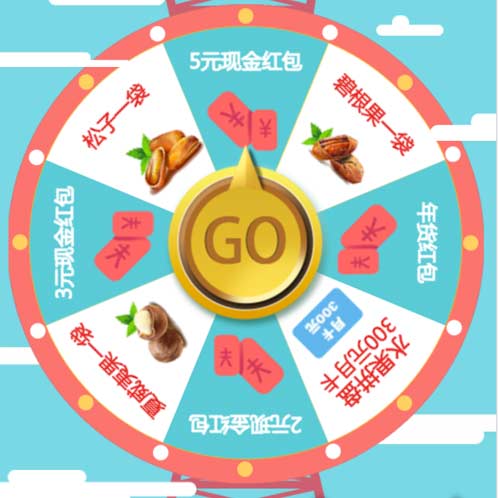 5元现金红包
碧根果一袋
年货红包
水果拼盘
300元月卡
月卡
300元
2元现金红包
夏威夷果一袋
3元现金红包
松子一袋
GO